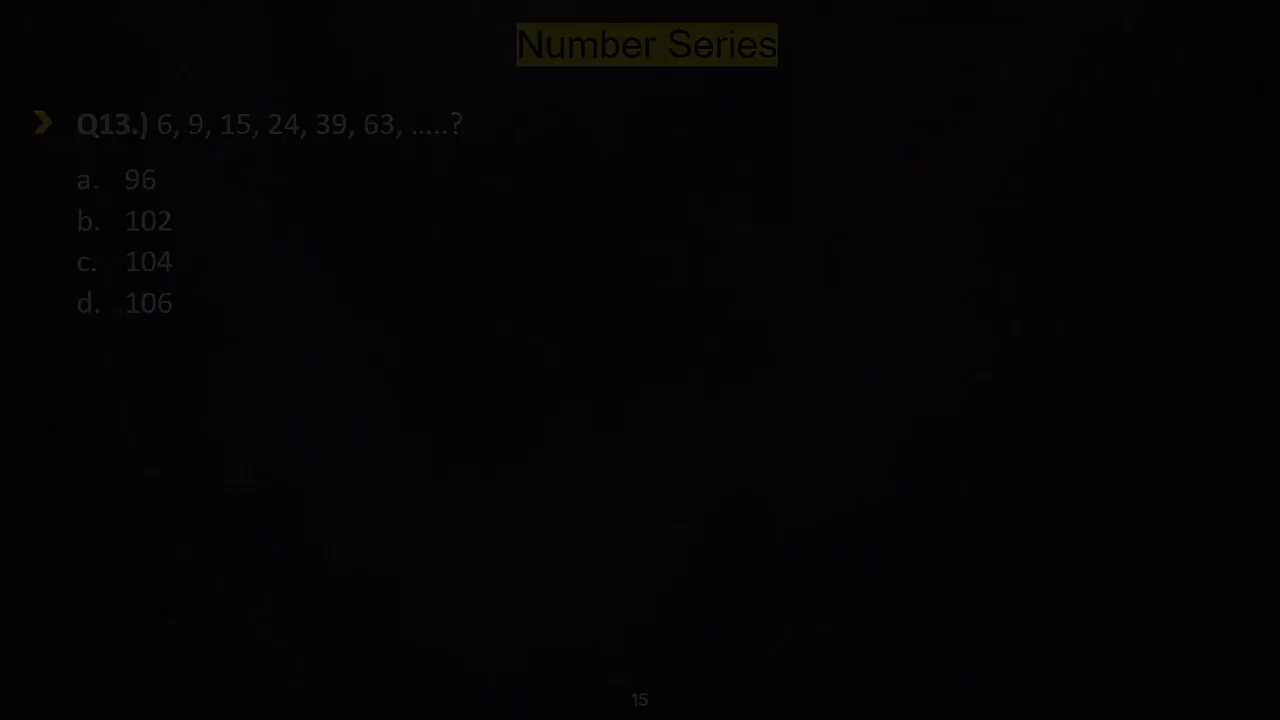 Number Series
Q13.) 6, 9, 15, 24, 39, 63, .....?
a. 96
b. 102
c. 104
d. 106
15